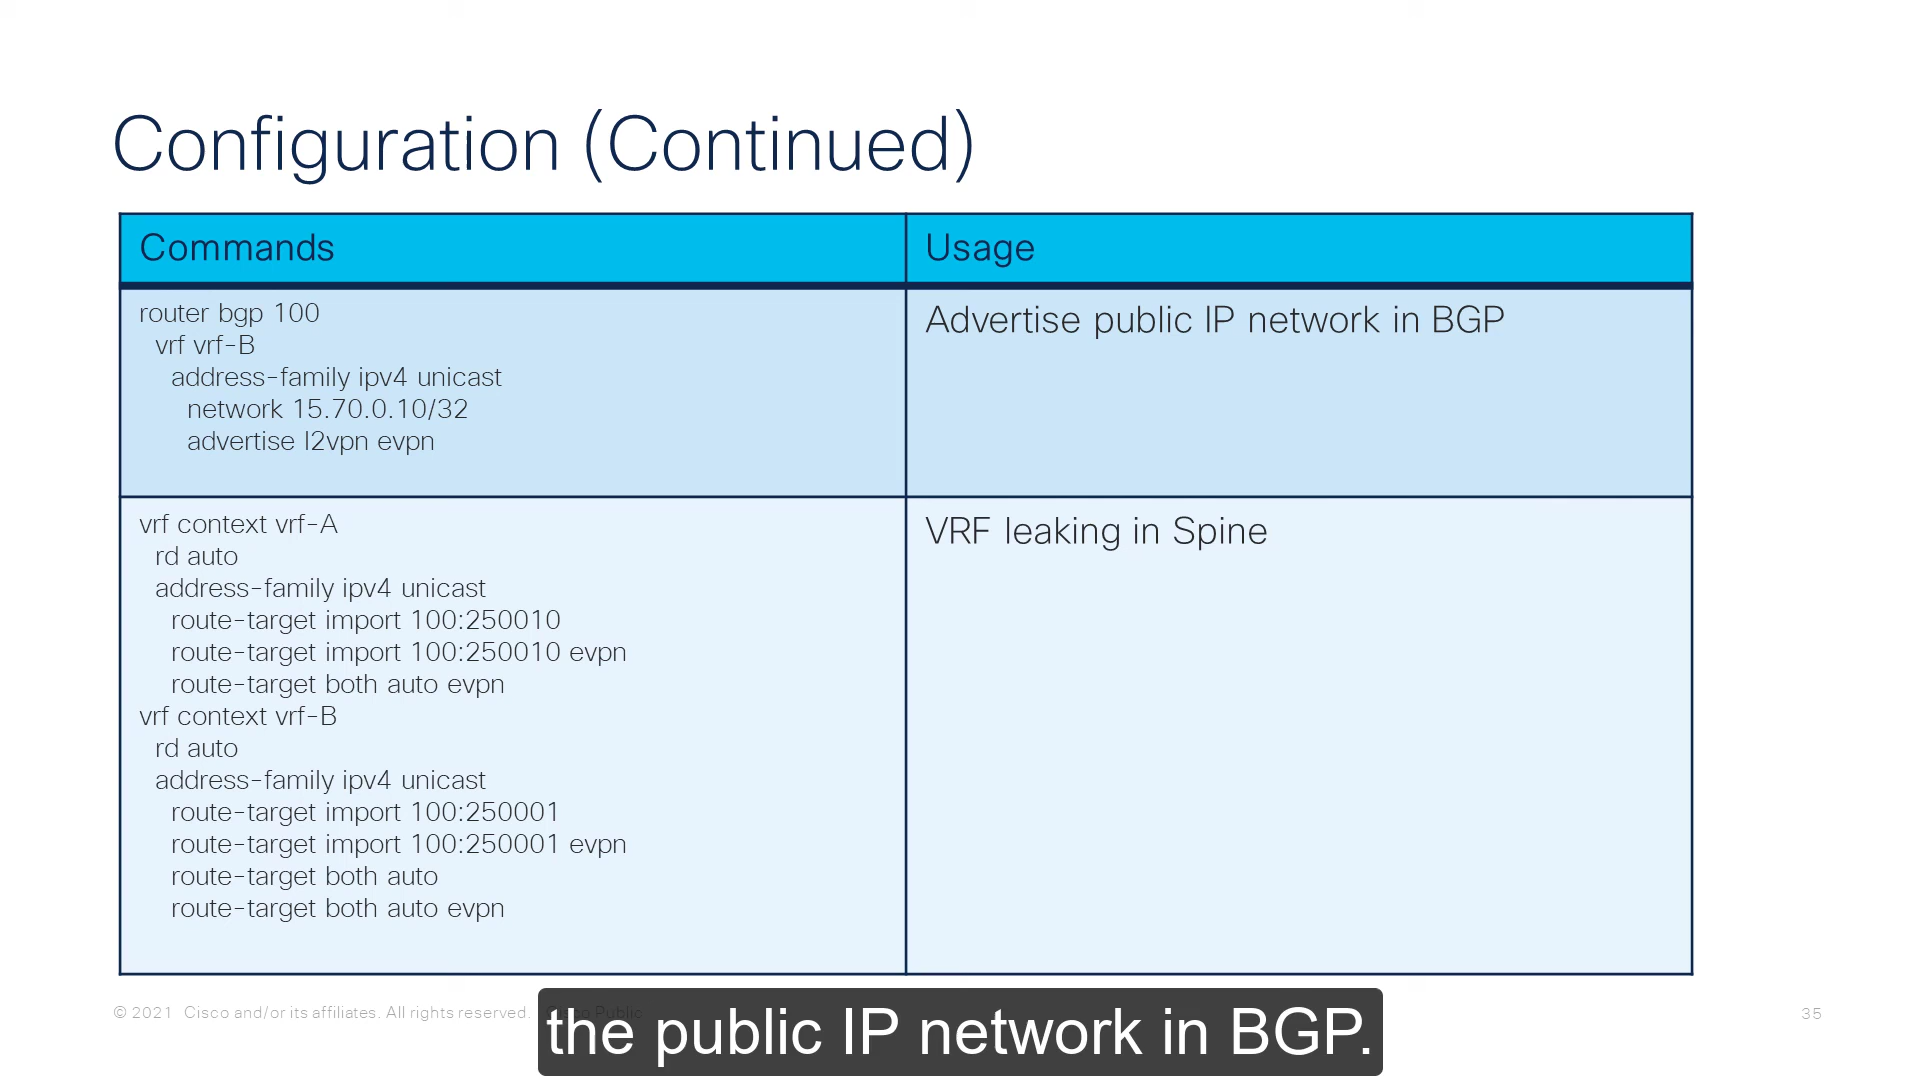 Configuration (Continued)
Commands
Usage
router bgp 100
vrf vrf-B
address-family ipv4 unicast
network 15.70.0.10/32
advertise l2vpn evpn
Advertise public IP network in BGP
vrf context vrf-A
rd auto
address-family ipv4 unicast
route-target import 100:250010
route-target import 100:250010 evpn
route-target both auto evpn
vrf context vrf-B
rd auto
address-family ipv4 unicast
route-target import 100:250001
route-target import 100:250001 evpn
route-target both auto
route-target both auto evpn
VRF leaking in Spine
© 2021 Cisco and/or its affiliates. All rights reserved. Cisco Public
35
the public IP network in BGP.